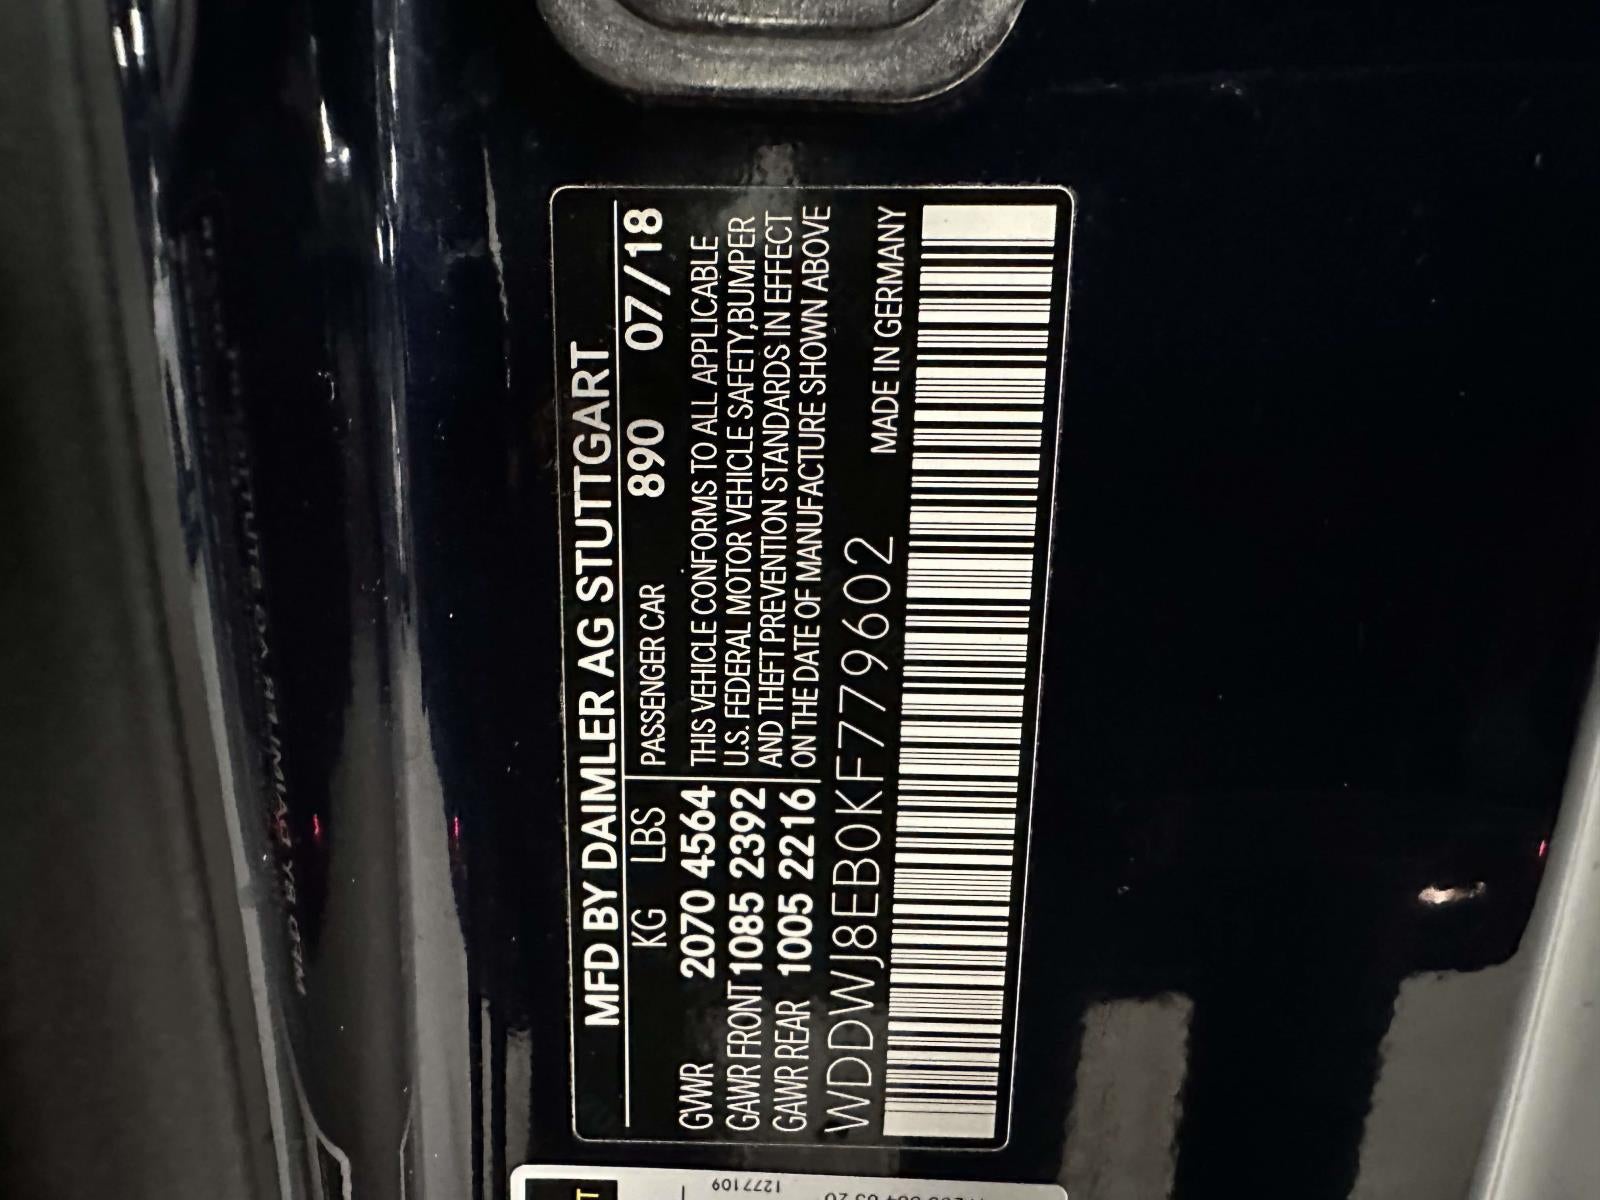 MFD BY DAIMLER AG STUTTGART
KG LBS PASSENGER CAR 890 07/18
GVWR 2070 4564 THIS VEHICLE CONFORMS TO ALL APPLICABLE
U.S. FEDERAL MOTOR VEHICLE SAFETY,BUMPER
GAWR FRONT 1085 2392 AND THEFT PREVENTION STANDARDS IN EFFECT
GAWR REAR 1005 2216 ON THE DATE OF MANUFACTURE SHOWN ABOVE
WDDWJ8EB0KF779602 MADE IN GERMANY
1277109